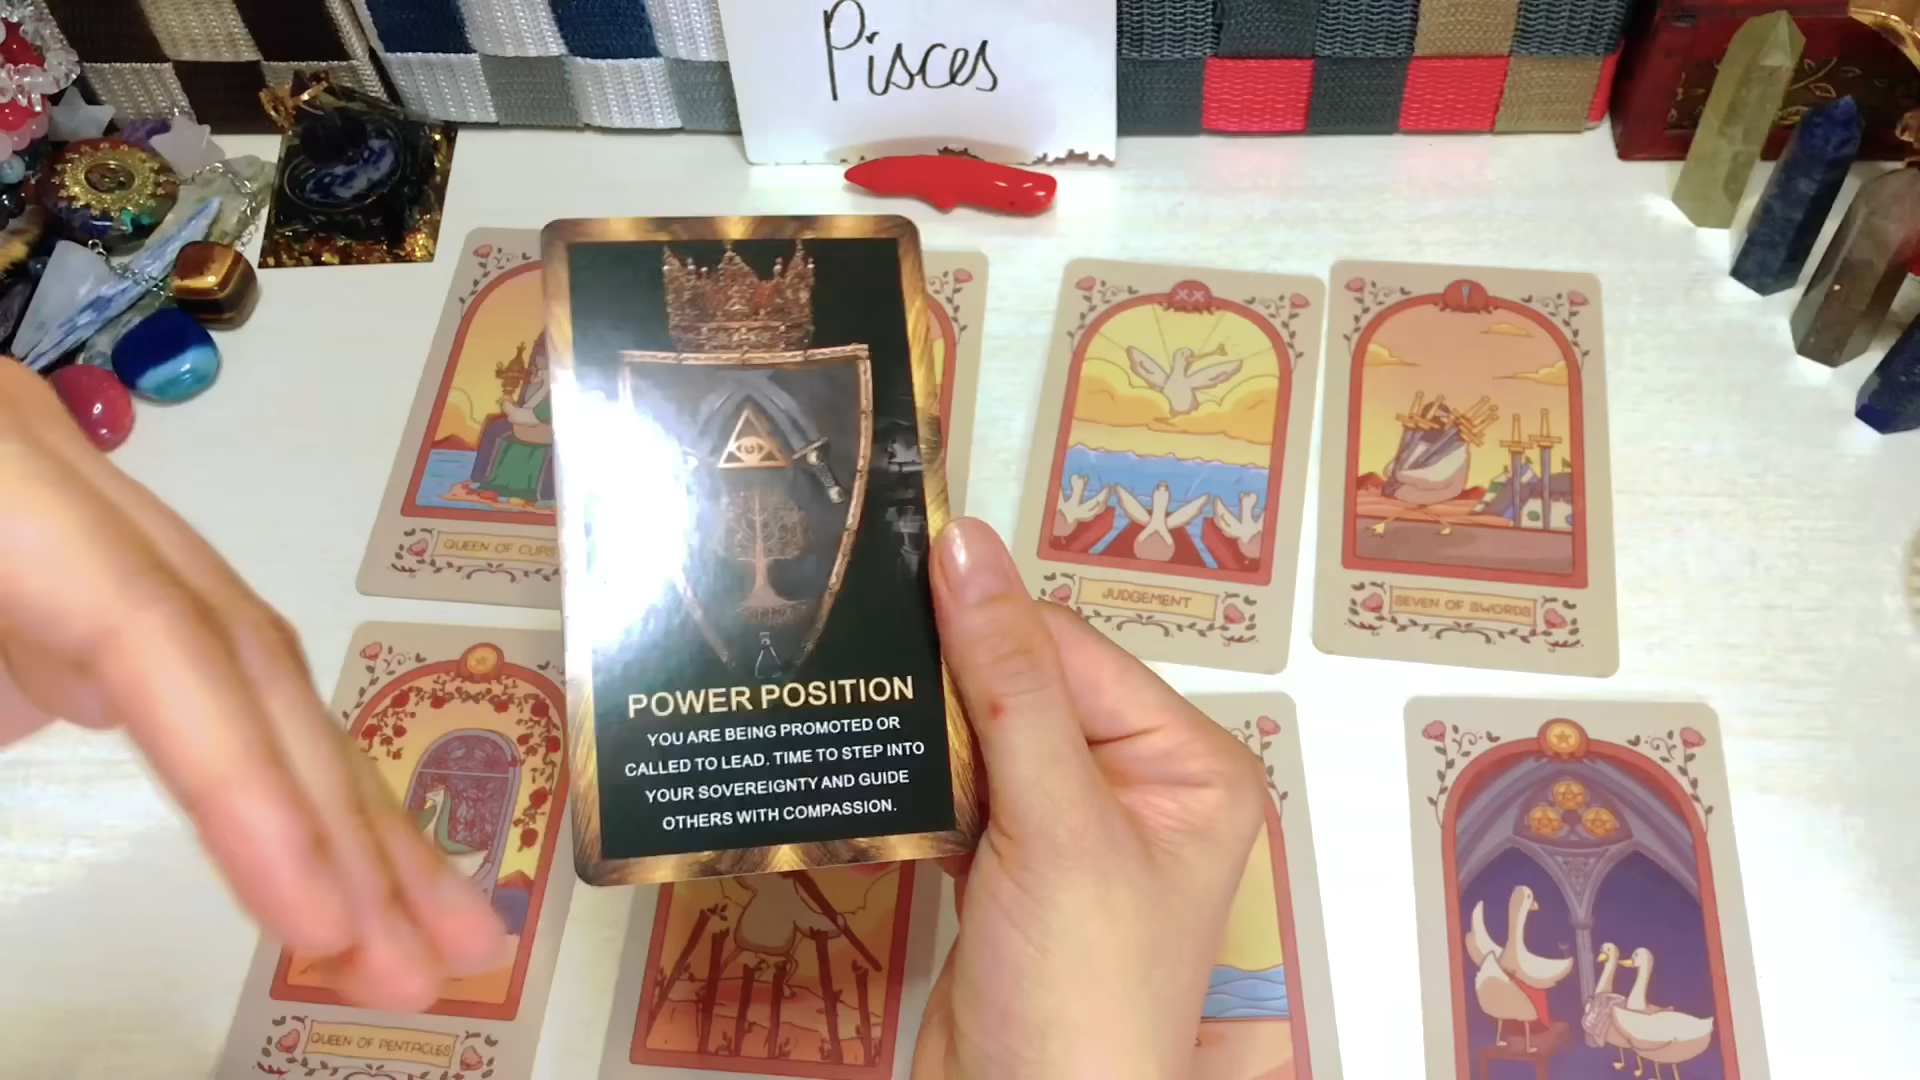 Pisces
XX
QUEEN OF CUPS
JUDGEMENT
SEVEN OF SWORDS
POWER POSITION
YOU ARE BEING PROMOTED OR
CALLED TO LEAD. TIME TO STEP INTO
YOUR SOVEREIGNTY AND GUIDE
OTHERS WITH COMPASSION.
QUEEN OF PENTACLES